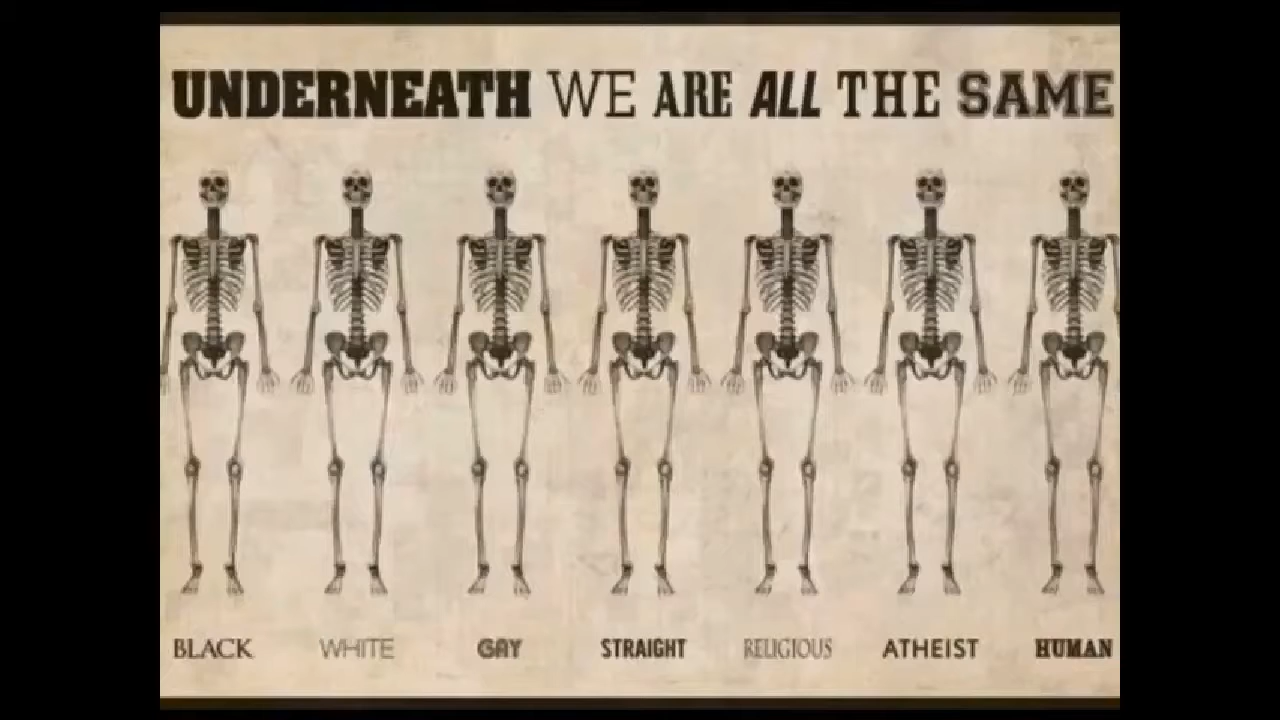 UNDERNEATH WE ARE ALL THE SAME
BLACK WHITE GAY STRAIGHT RELIGIOUS ATHEIST HUMAN